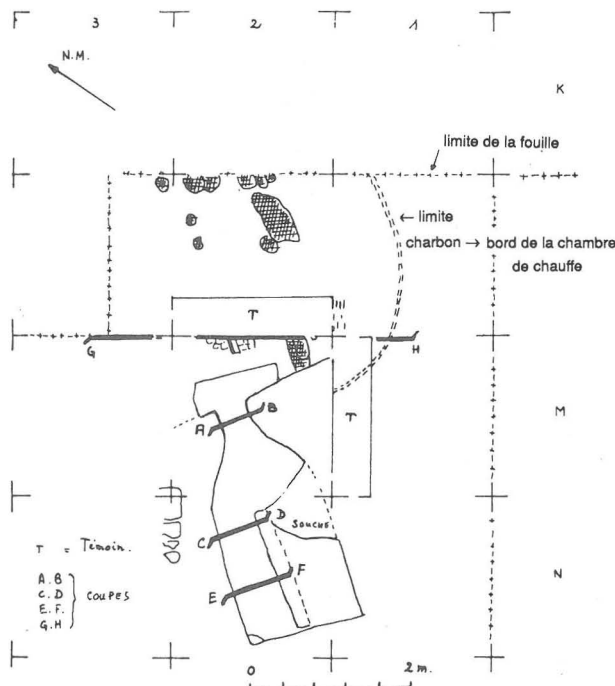 3 2 1
N.M.
K
limite de la fouille
← limite
charbon → bord de la chambre
de chauffe
T
G H
B
A
T
M
D
SOUCHE
C
F
E
N
T = Témoin.
A.B
C.D
E.F.
G.H
COUPES
0 2 m.